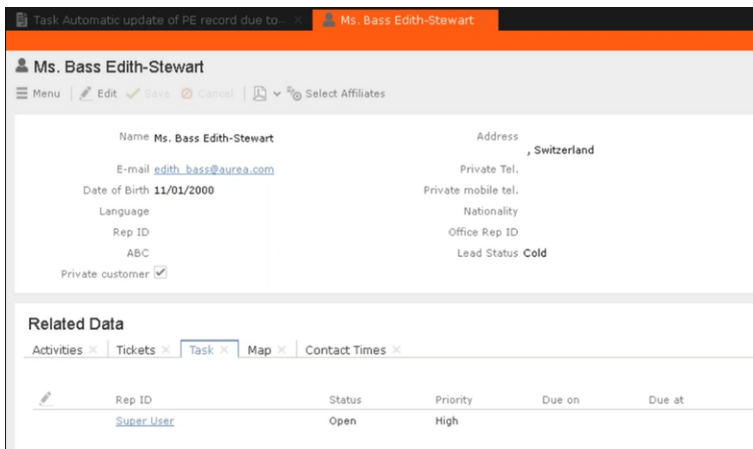 Task Automatic update of PE record due to...
Ms. Bass Edith-Stewart
Ms. Bass Edith-Stewart
Menu Edit Save Cancel Select Affiliates
Name Ms. Bass Edith-Stewart Address , Switzerland
E-mail edith_bass@aurea.com Private Tel.
Date of Birth 11/01/2000 Private mobile tel.
Language Nationality
Rep ID Office Rep ID
ABC Lead Status Cold
Private customer
Related Data
Activities Tickets Task Map Contact Times
Rep ID Status Priority Due on Due at
Super User Open High